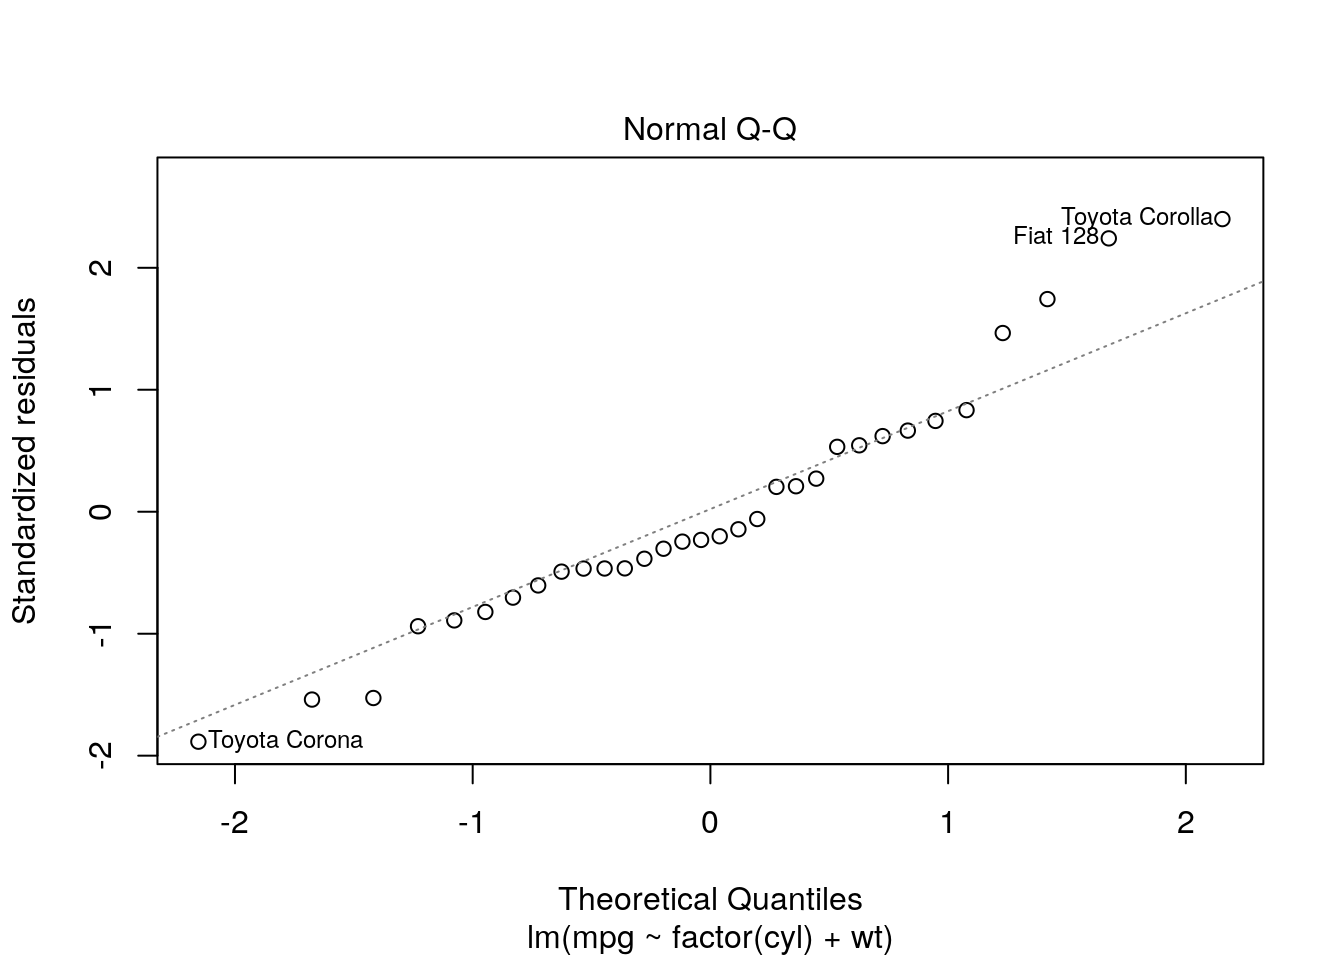 Normal Q-Q
Toyota Corolla
Fiat 128
Toyota Corona
Standardized residuals
2
1
0
-1
-2
-2
-1
0
1
2
Theoretical Quantiles
lm(mpg ~ factor(cyl) + wt)